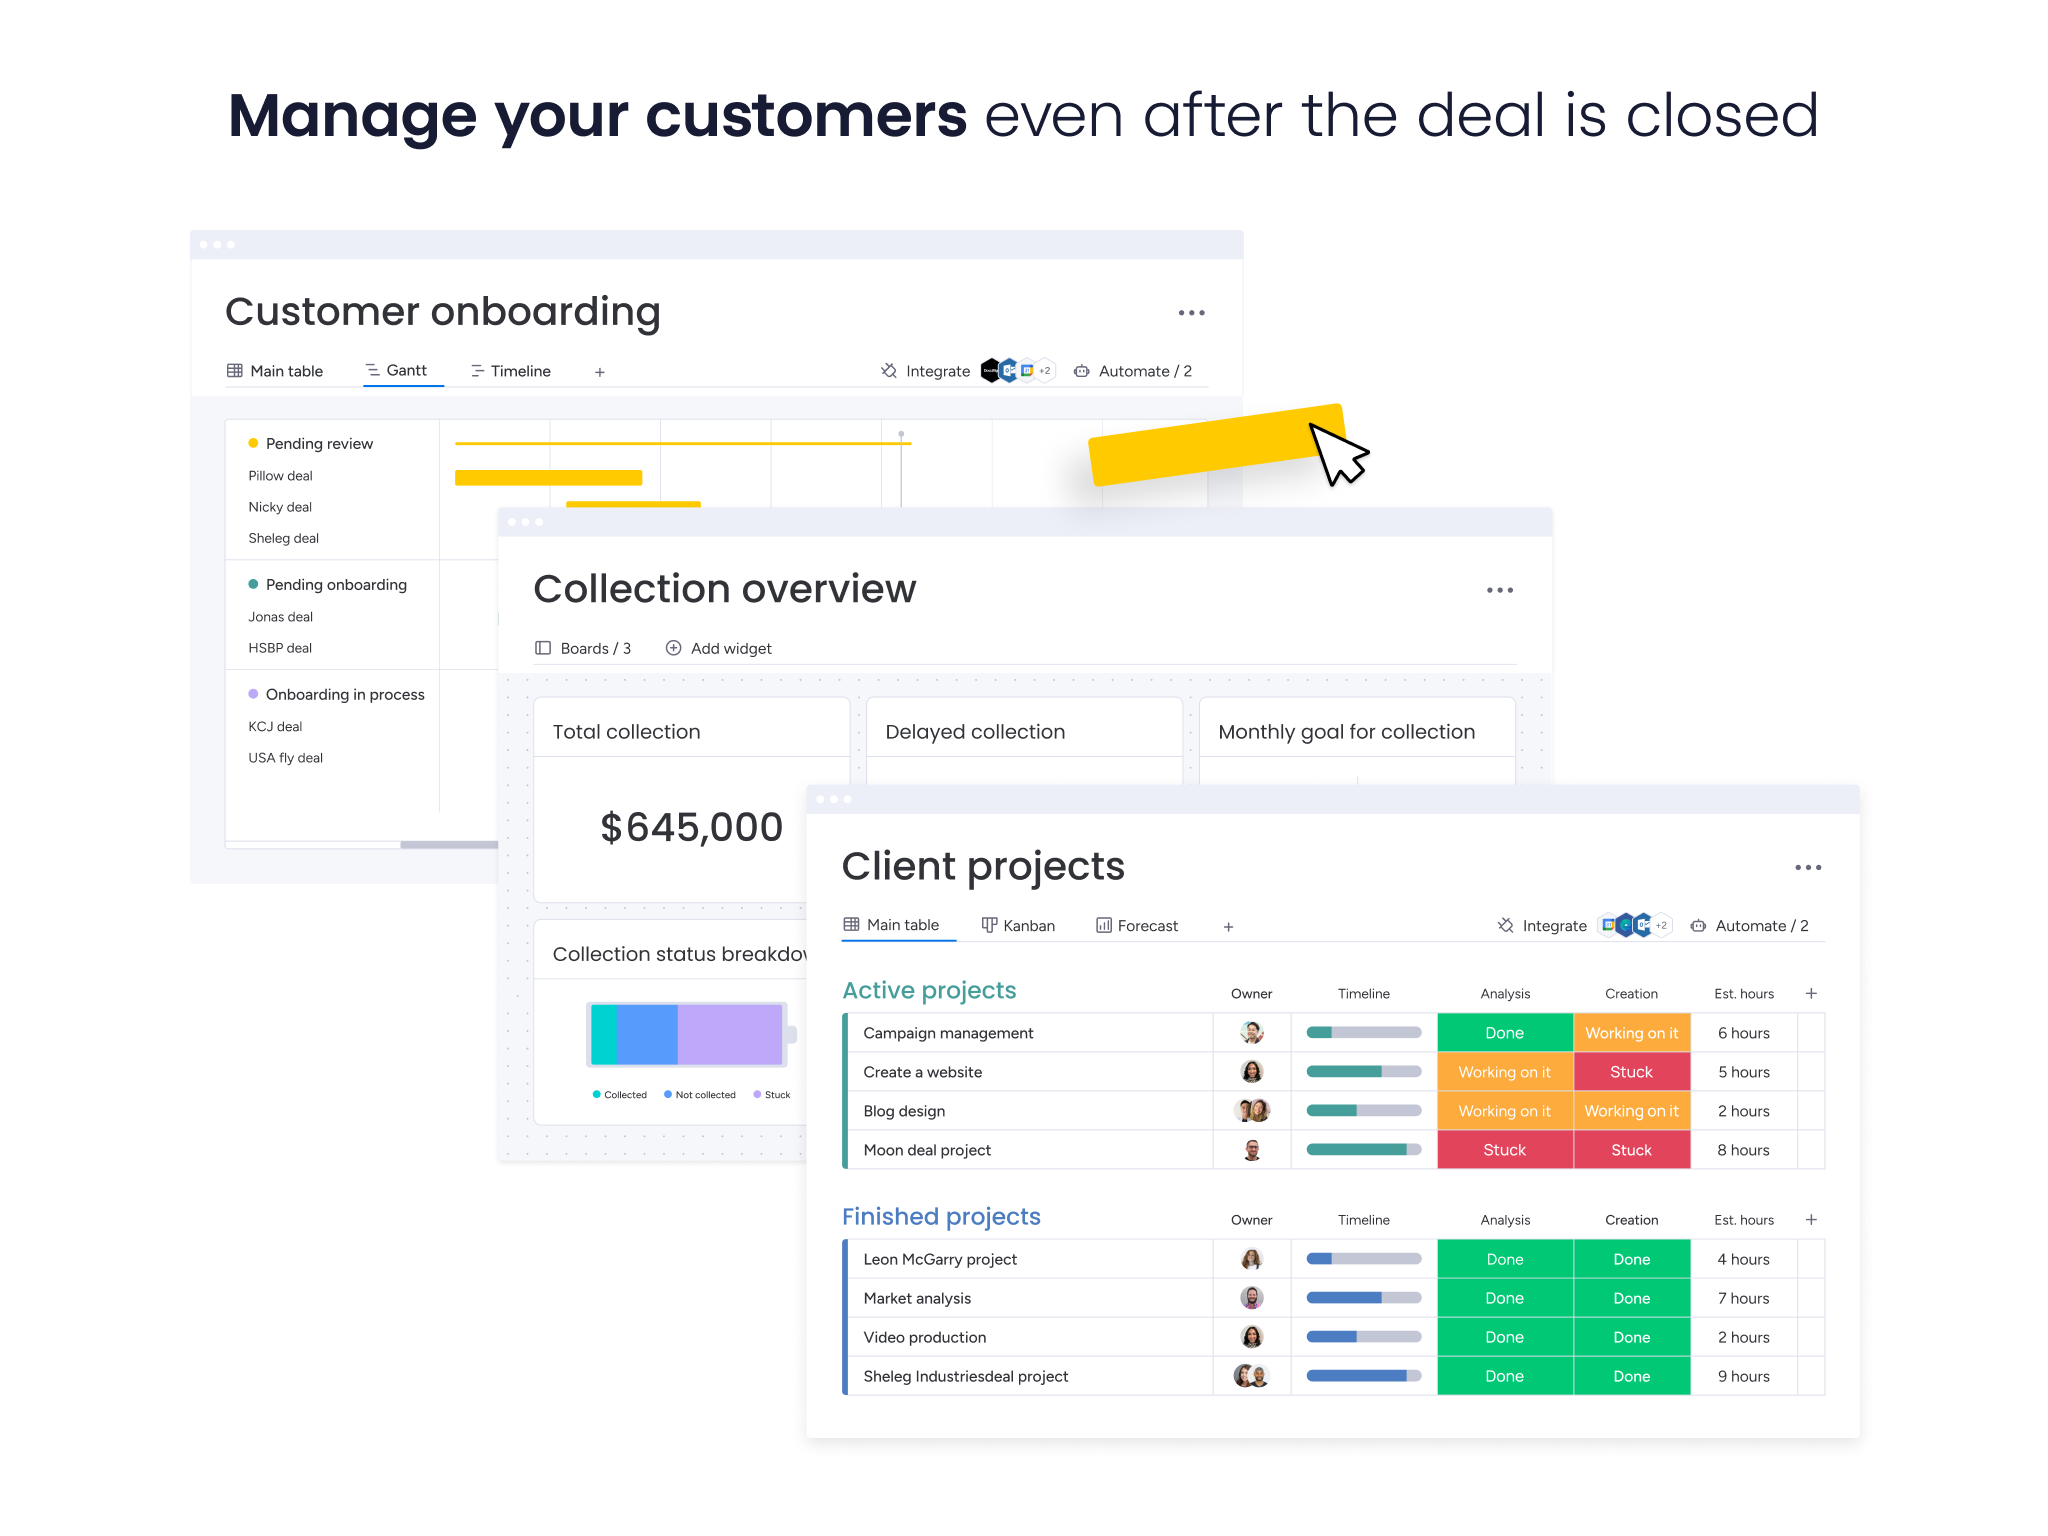 Manage your customers even after the deal is closed
Customer onboarding
Main table Gantt Timeline + Integrate +2 Automate / 2
Pending review
Pillow deal
Nicky deal
Sheleg deal
Pending onboarding
Jonas deal
HSBP deal
Onboarding in process
KCJ deal
USA fly deal
Collection overview
Boards / 3 Add widget
Total collection Delayed collection Monthly goal for collection
$645,000
Collection status breakdow
Collected Not collected Stuck
Client projects
Main table Kanban Forecast + Integrate +2 Automate / 2
Active projects Owner Timeline Analysis Creation Est. hours +
Campaign management Done Working on it 6 hours
Create a website Working on it Stuck 5 hours
Blog design Working on it Working on it 2 hours
Moon deal project Stuck Stuck 8 hours
Finished projects Owner Timeline Analysis Creation Est. hours +
Leon McGarry project Done Done 4 hours
Market analysis Done Done 7 hours
Video production Done Done 2 hours
Sheleg Industriesdeal project Done Done 9 hours